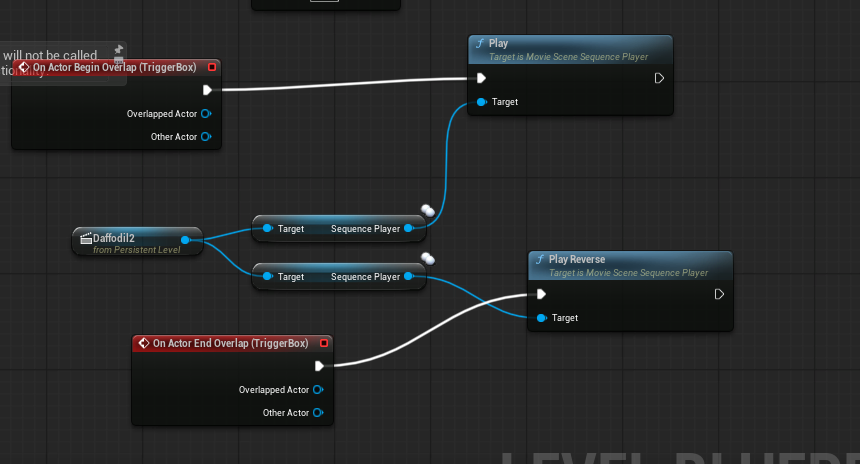 will not be called
tionality.
On Actor Begin Overlap (TriggerBox)
Overlapped Actor
Other Actor
Play
Target is Movie Scene Sequence Player
Target
Daffodil2
from Persistent Level
Target Sequence Player
Target Sequence Player
Play Reverse
Target is Movie Scene Sequence Player
Target
On Actor End Overlap (TriggerBox)
Overlapped Actor
Other Actor